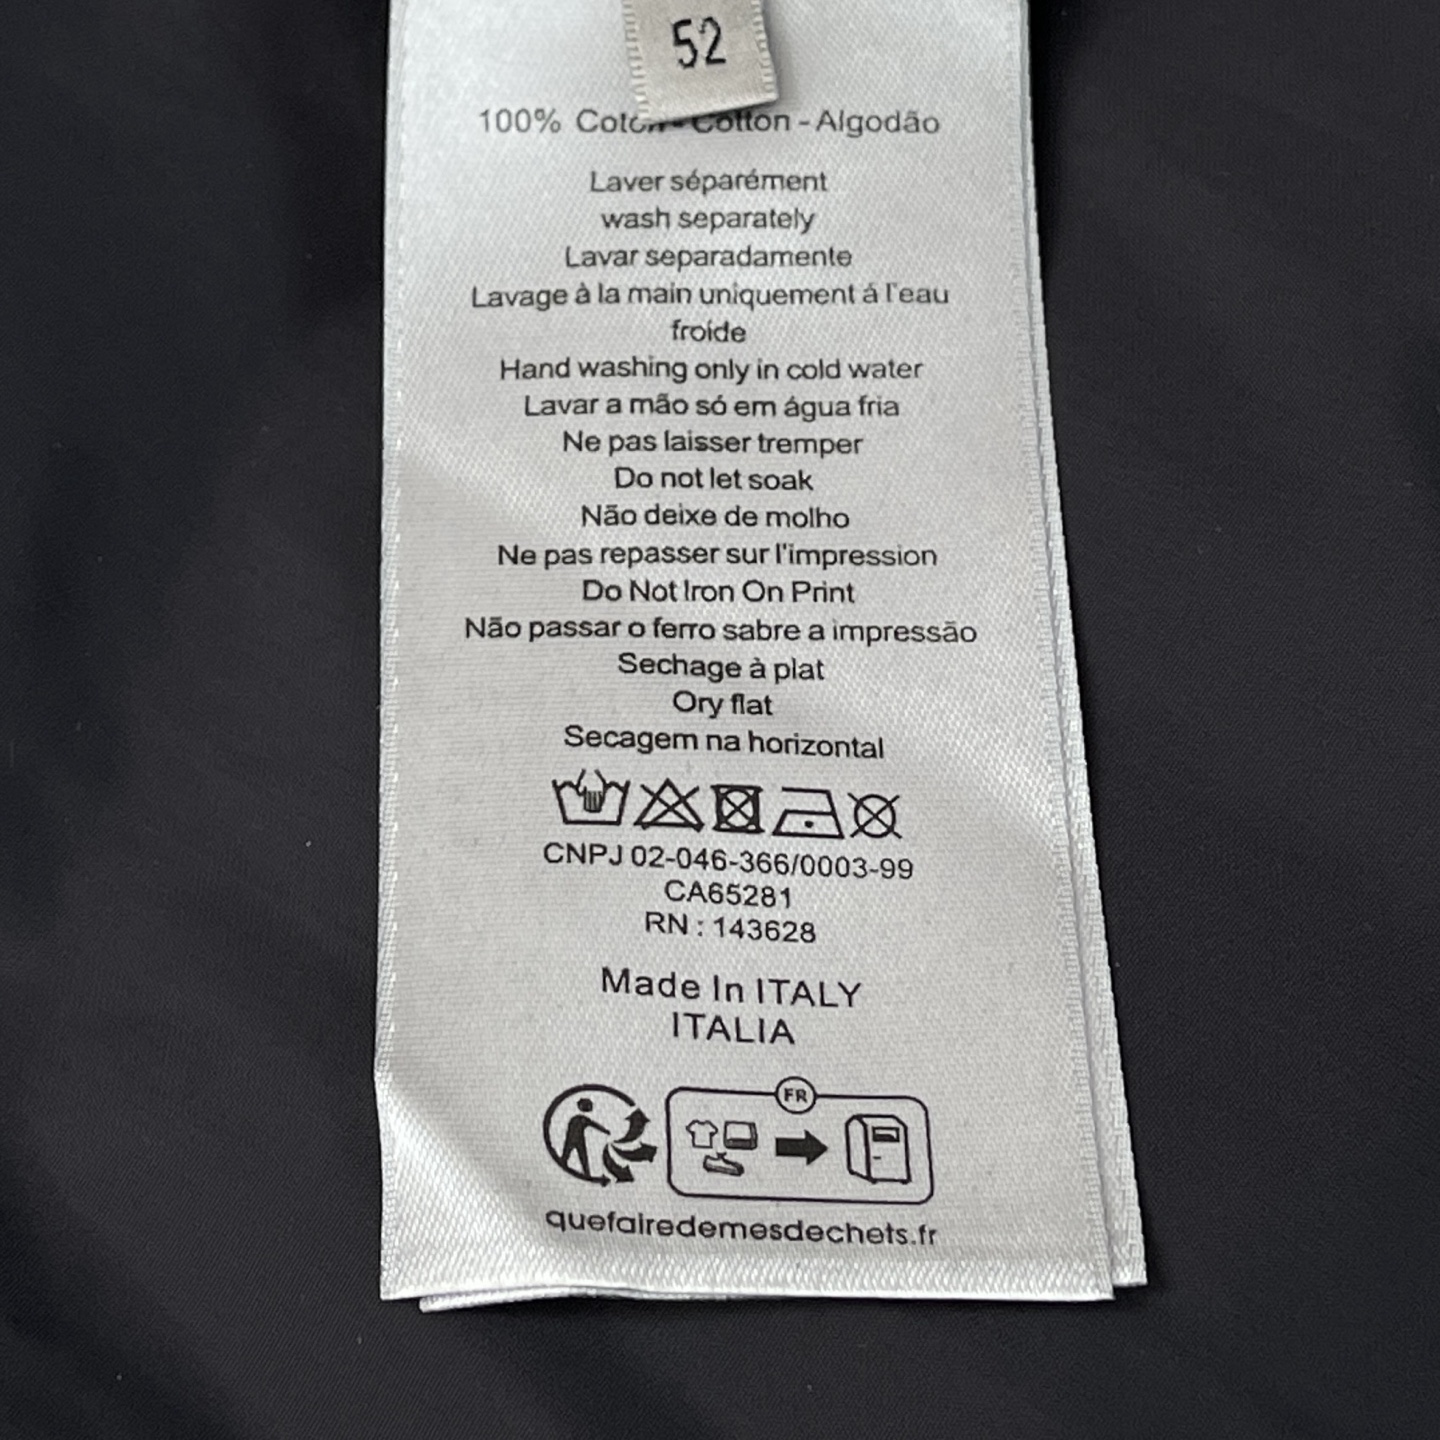 52
100% Coton - Cotton - Algodão
Laver séparément
wash separately
Lavar separadamente
Lavage à la main uniquement á l'eau
froide
Hand washing only in cold water
Lavar a mão só em água fria
Ne pas laisser tremper
Do not let soak
Não deixe de molho
Ne pas repasser sur l'impression
Do Not Iron On Print
Não passar o ferro sabre a impressão
Sechage à plat
Ory flat
Secagem na horizontal
CNPJ 02-046-366/0003-99
CA65281
RN : 143628
Made In ITALY
ITALIA
FR
quefairedemesdechets.fr